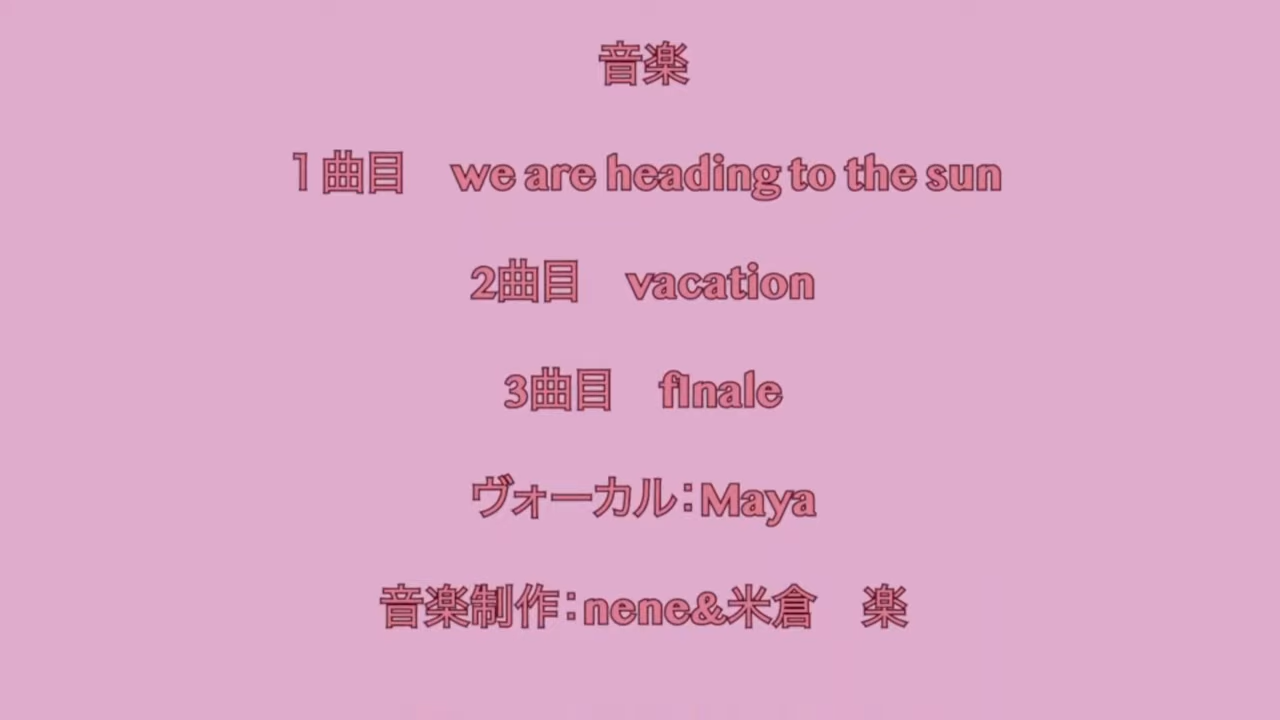 音楽
1曲目　we are heading to the sun
2曲目　vacation
3曲目　fInale
ヴォーカル：Maya
音楽制作：nene&米倉　楽